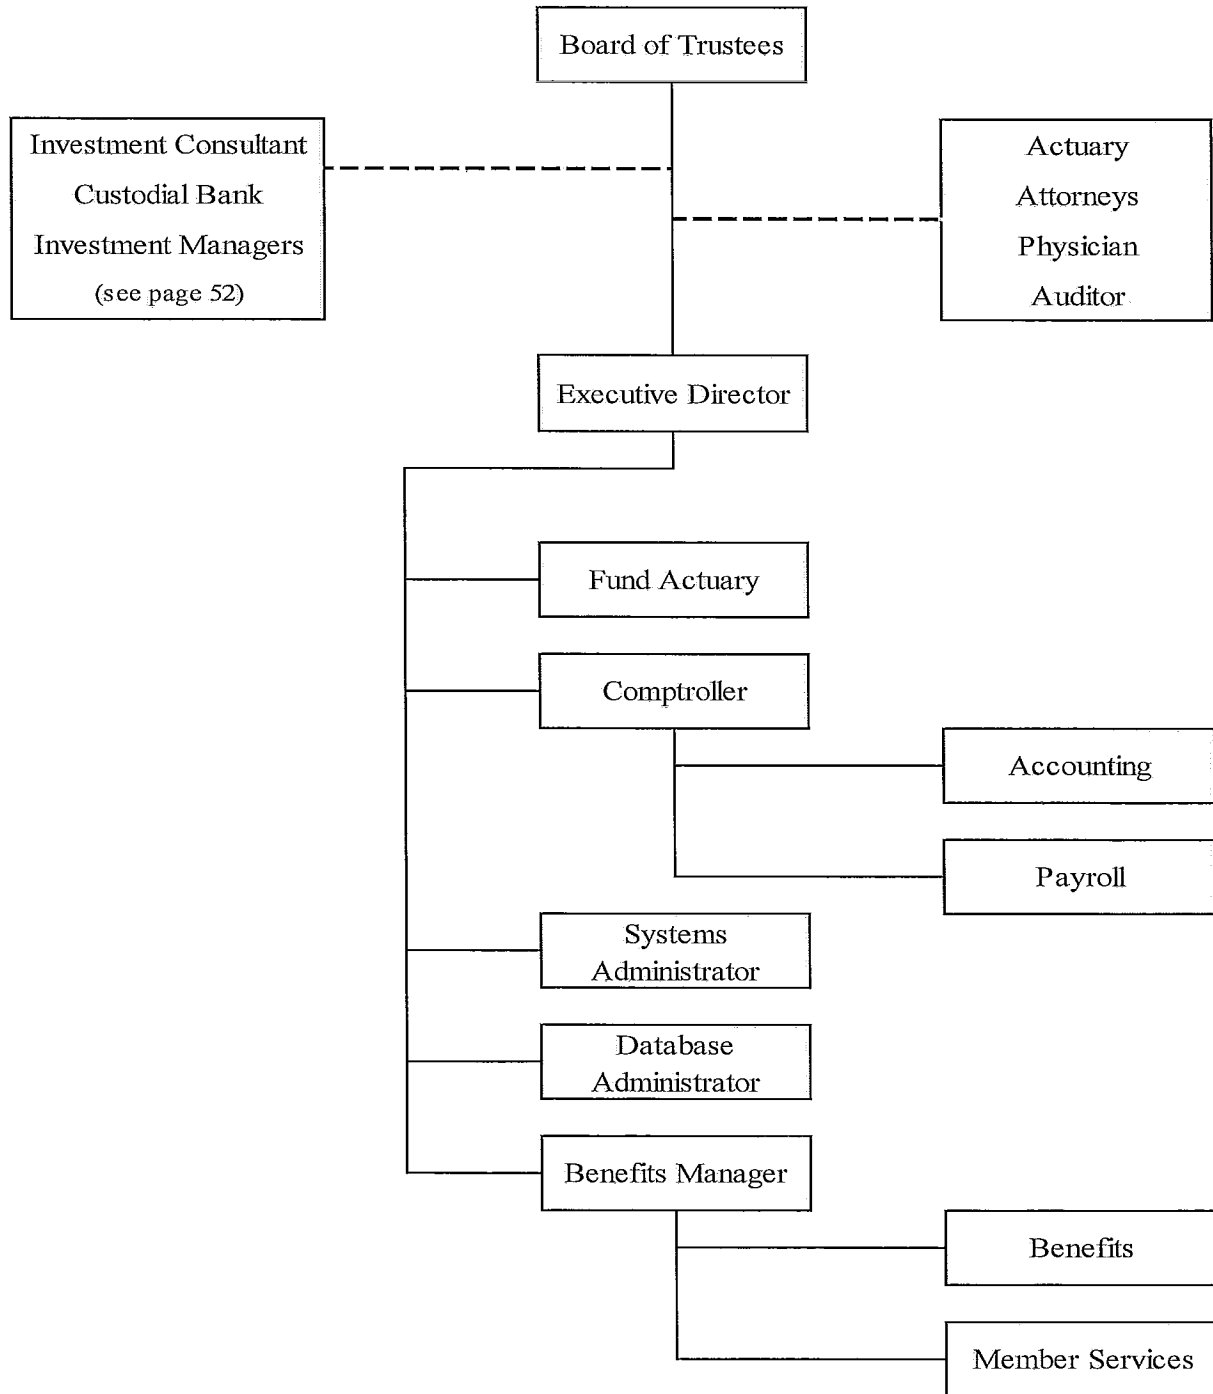 Board of Trustees
Investment Consultant
Custodial Bank
Investment Managers
(see page 52)
Actuary
Attorneys
Physician
Auditor
Executive Director
Fund Actuary
Comptroller
Accounting
Payroll
Systems
Administrator
Database
Administrator
Benefits Manager
Benefits
Member Services